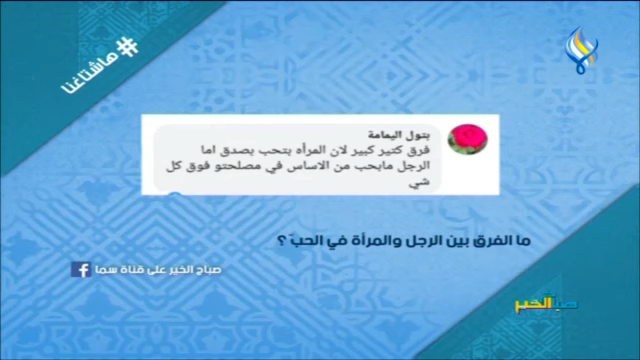 #هاشتاغنا
بتول اليمامة
فرق كتير كبير لان المرأه بتحب بصدق اما
الرجل مابحب من الاساس في مصلحتو فوق كل
شي
ما الفرق بين الرجل والمرأة في الحبّ ؟
صباح الخير على قناة سما
صباح الخير